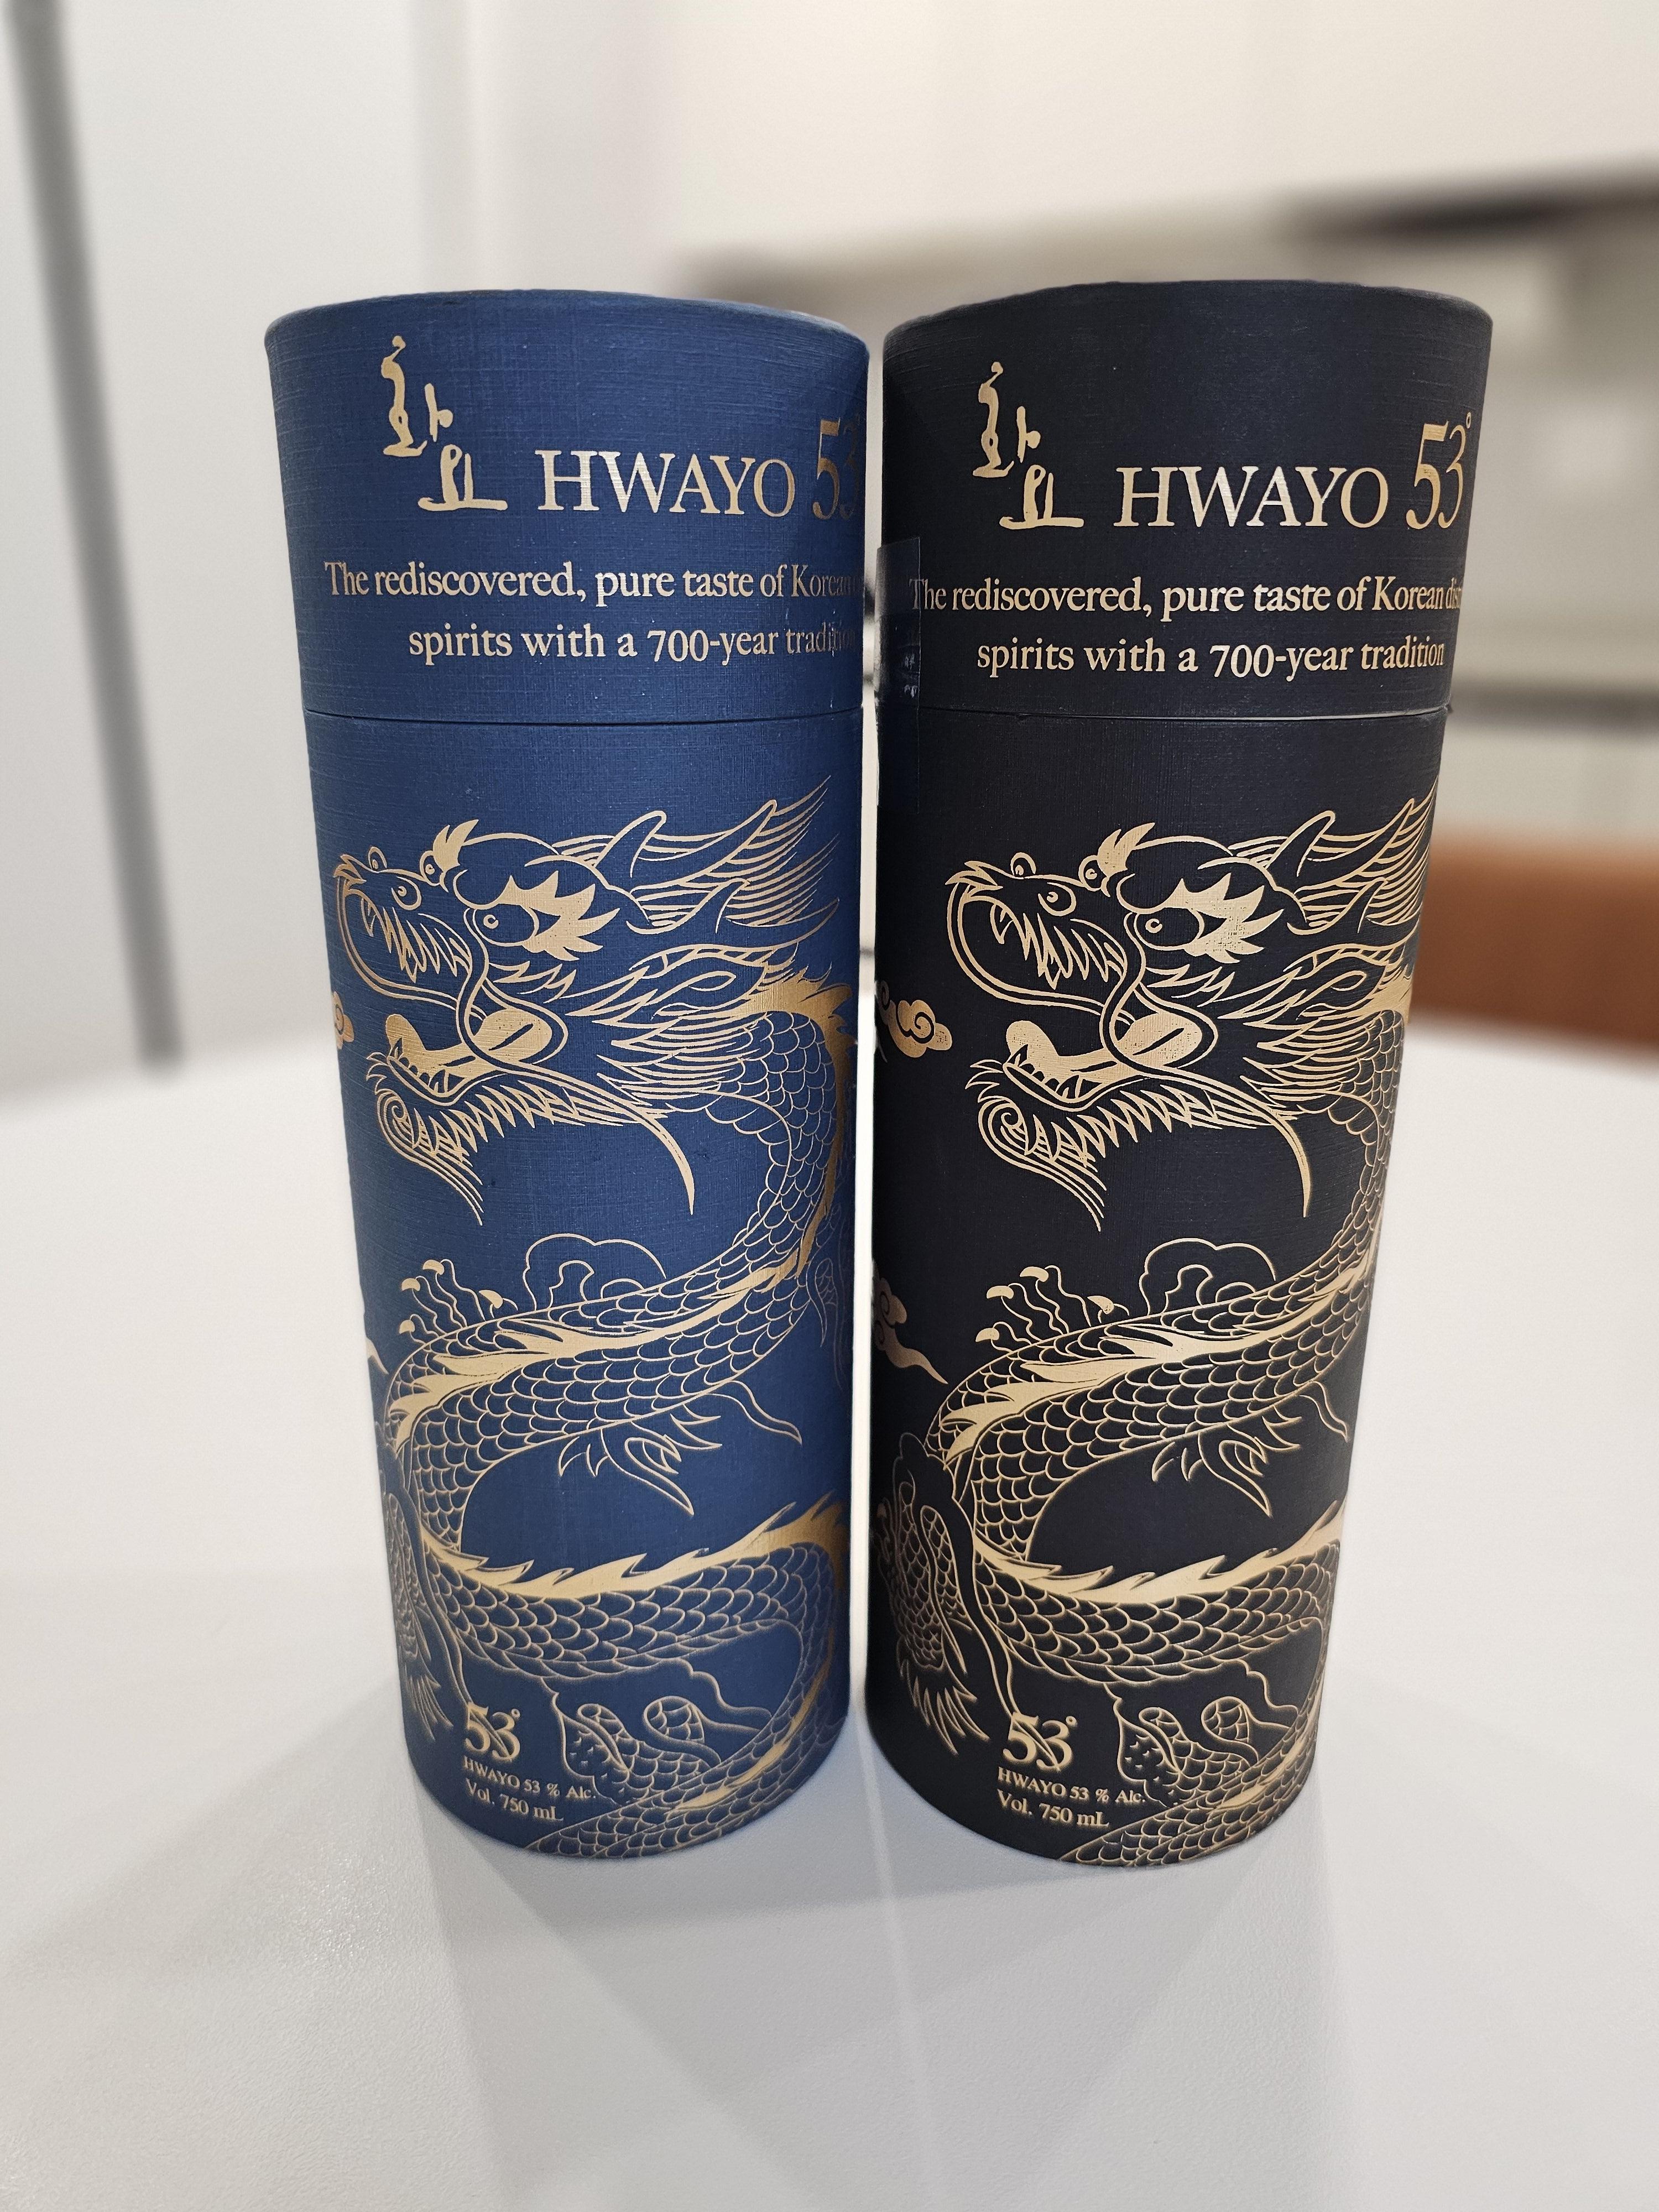 화요 HWAYO 53°
The rediscovered, pure taste of Korean
spirits with a 700-year tradition
53°
HWAYO 53 % Alc.
Vol. 750 mL
화요 HWAYO 53°
The rediscovered, pure taste of Korean
spirits with a 700-year tradition
53°
HWAYO 53 % Alc.
Vol. 750 mL